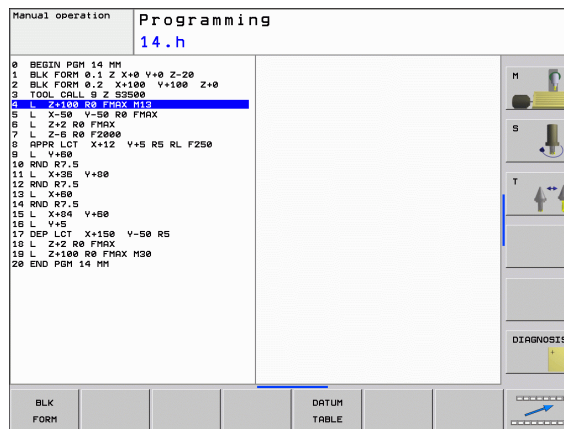 Manual operation
Programming
14.h
0 BEGIN PGM 14 MM
1 BLK FORM 0.1 Z X+0 Y+0 Z-20
2 BLK FORM 0.2 X+100 Y+100 Z+0
3 TOOL CALL 9 Z S3500
4 L Z+100 R0 FMAX M13
5 L X-50 Y-50 R0 FMAX
6 L Z+2 R0 FMAX
7 L Z-6 R0 F2000
8 APPR LCT X+12 Y+5 R5 RL F250
9 L Y+60
10 RND R7.5
11 L X+36 Y+80
12 RND R7.5
13 L X+60
14 RND R7.5
15 L X+84 Y+60
16 L Y+5
17 DEP LCT X+150 Y-50 R5
18 L Z+2 R0 FMAX
19 L Z+100 R0 FMAX M30
20 END PGM 14 MM
M
S
T
DIAGNOSIS
BLK
FORM
DATUM
TABLE